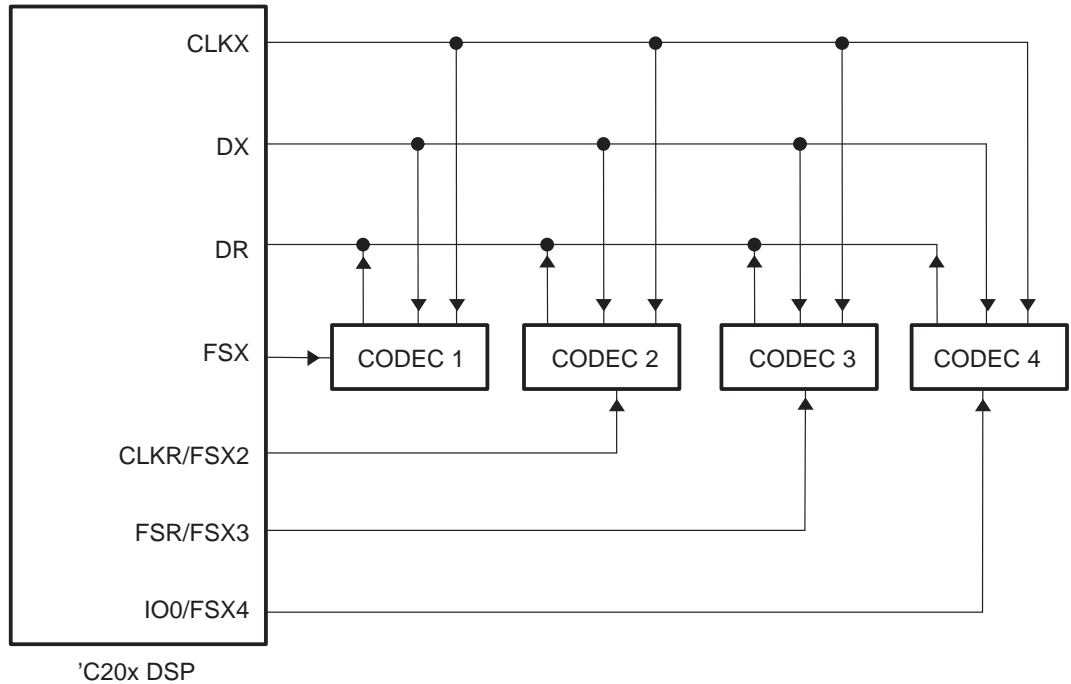 CLKX
DX
DR
FSX
CODEC 1
CODEC 2
CODEC 3
CODEC 4
CLKR/FSX2
FSR/FSX3
IO0/FSX4
’C20x DSP